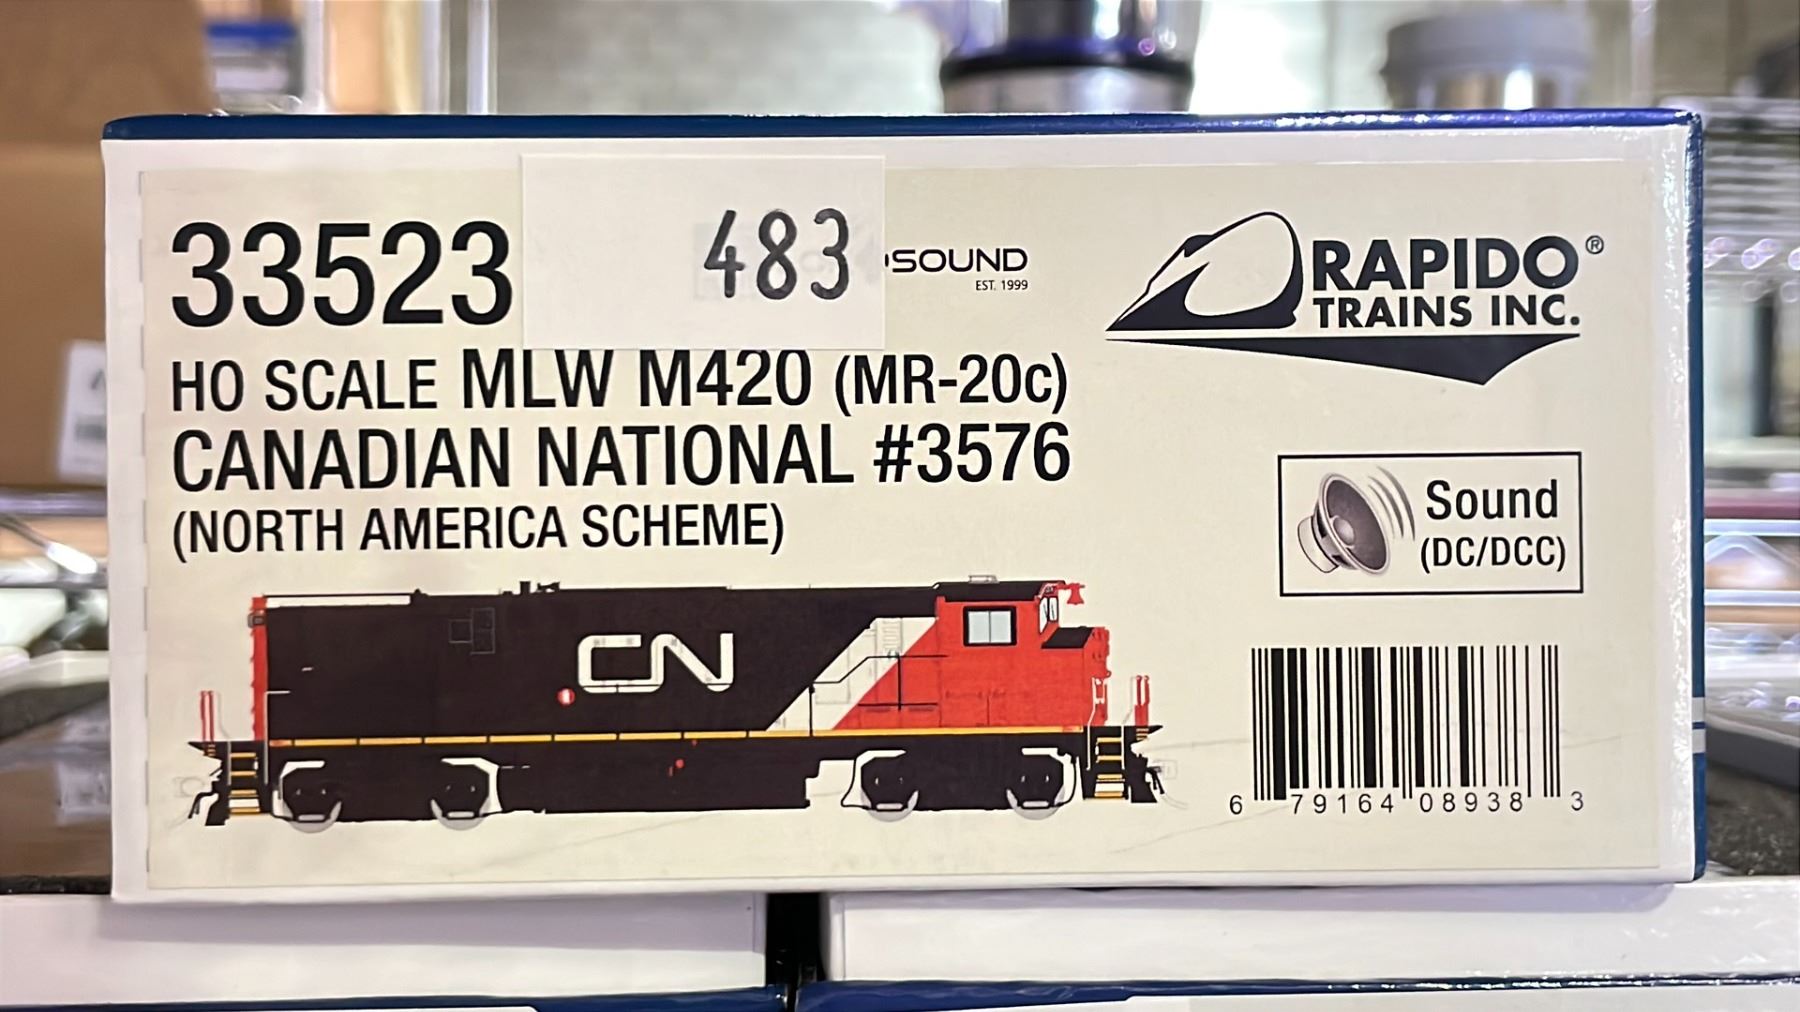 33523
483
SOUND
EST. 1999
RAPIDO®
TRAINS INC.
HO SCALE MLW M420 (MR-20c)
CANADIAN NATIONAL #3576
(NORTH AMERICA SCHEME)
Sound
(DC/DCC)
CN
6 79164 08938 3